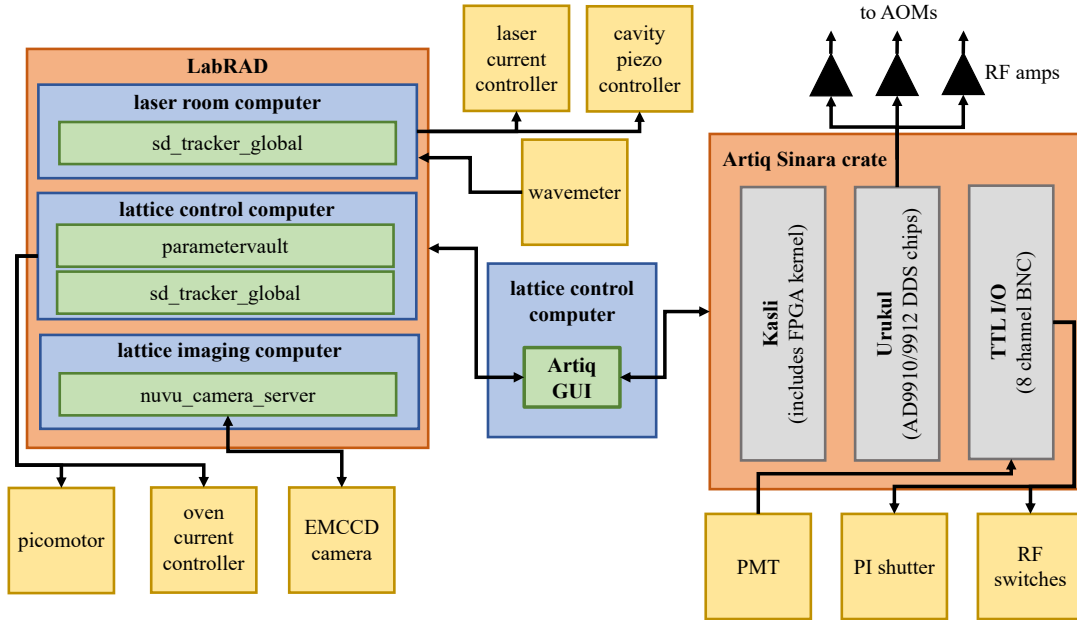 LabRAD
laser room computer
sd_tracker_global
lattice control computer
parametervault
sd_tracker_global
lattice imaging computer
nuvu_camera_server
picomotor
oven
current
controller
EMCCD
camera
laser
current
controller
cavity
piezo
controller
wavemeter
lattice control
computer
Artiq
GUI
to AOMs
RF amps
Artiq Sinara crate
Kasli
(includes FPGA kernel)
Urukul
(AD9910/9912 DDS chips)
TTL I/O
(8 channel BNC)
PMT
PI shutter
RF
switches